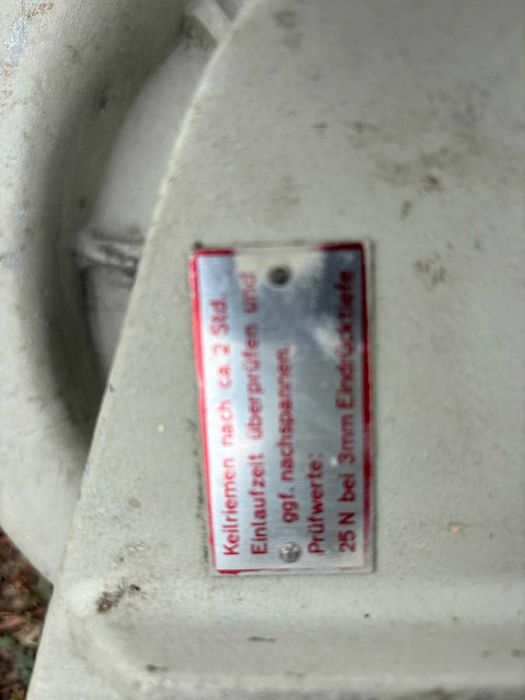 Keilriemen nach ca. 2 Std.
Einlaufzeit überprüfen und
ggf. nachspannen.
Prüfwerte:
25 N bei 3mm Eindrücktiefe